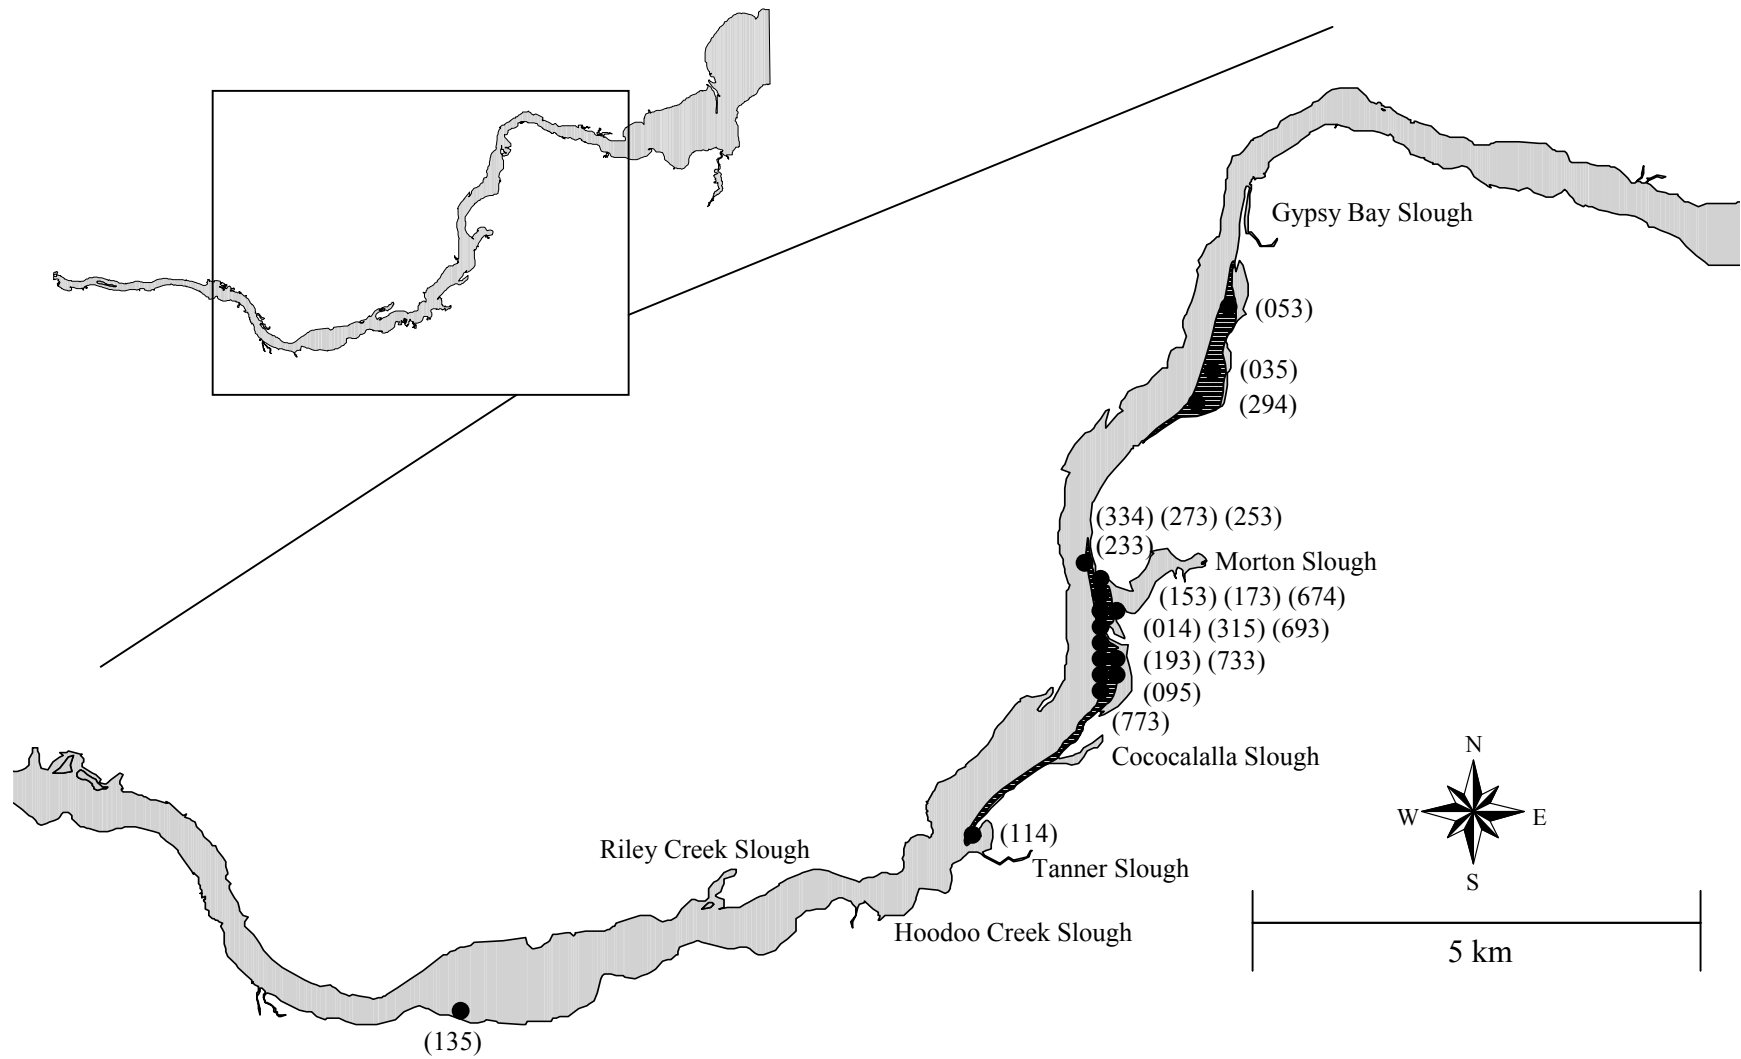 Gypsy Bay Slough
(053)
(035)
(294)
(334) (273) (253)
(233)
Morton Slough
(153) (173) (674)
(014) (315) (693)
(193) (733)
(095)
(773)
Cococalalla Slough
N
W E
S
(114)
Tanner Slough
Riley Creek Slough
Hoodoo Creek Slough
5 km
(135)